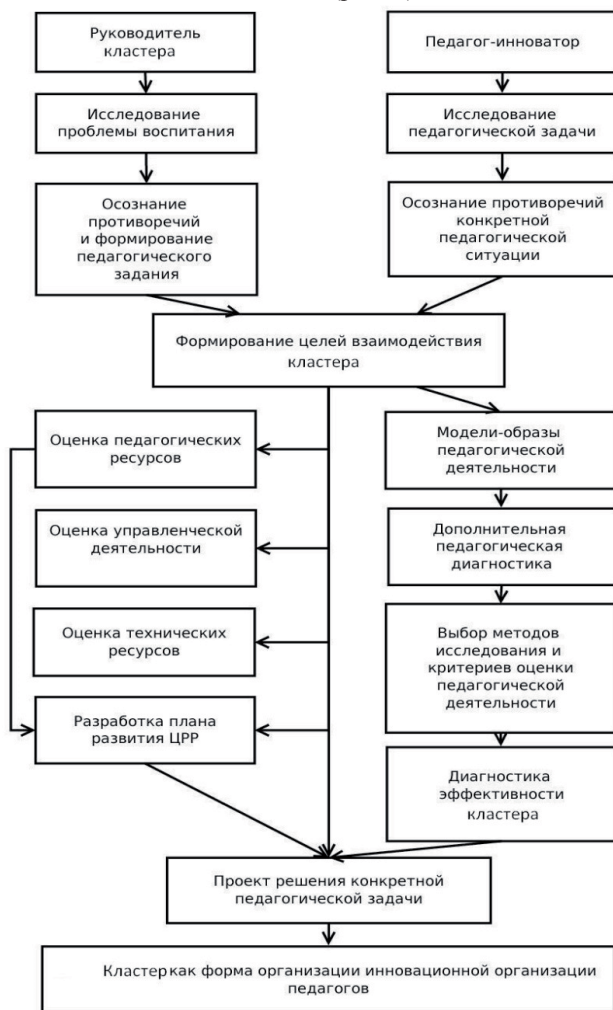 Руководитель
кластера
Педагог-инноватор
Исследование
проблемы воспитания
Исследование
педагогической задачи
Осознание
противоречий
и формирование
педагогического
задания
Осознание противоречий
конкретной
педагогической
ситуации
Формирование целей взаимодействия
кластера
Оценка педагогических
ресурсов
Оценка управленческой
деятельности
Оценка технических
ресурсов
Разработка плана
развития ЦРР
Модели-образы
педагогической
деятельности
Дополнительная
педагогическая
диагностика
Выбор методов
исследования и
критериев оценки
педагогической
деятельности
Диагностика
эффективности
кластера
Проект решения конкретной
педагогической задачи
Кластер как форма организации инновационной организации
педагогов